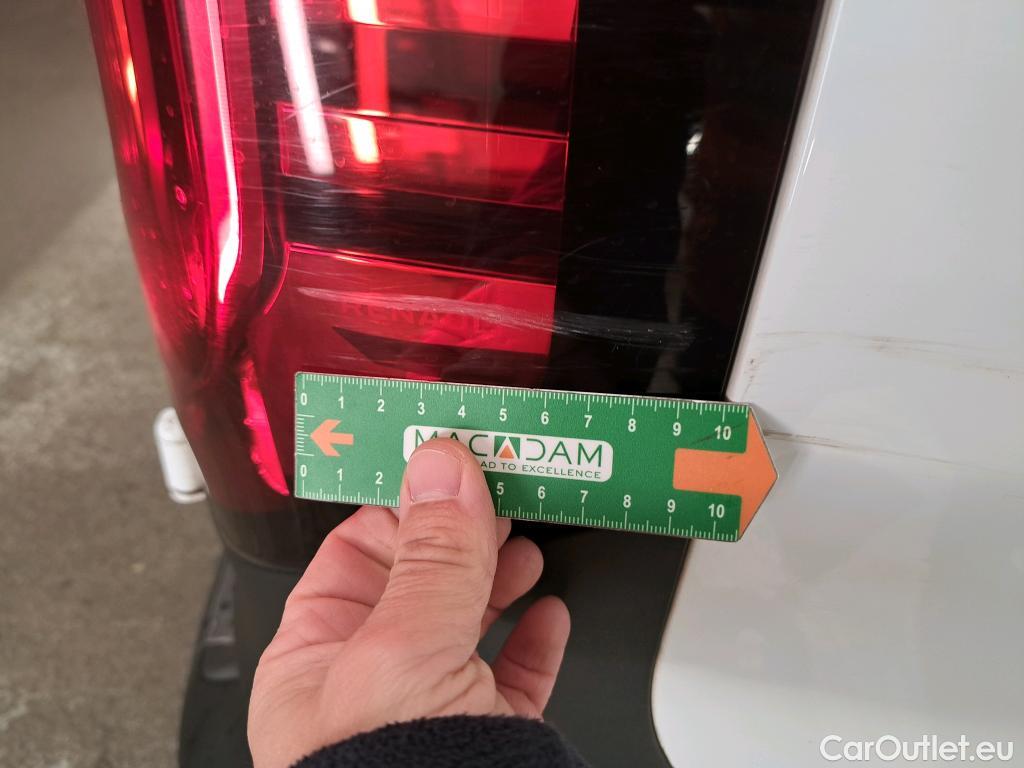 RENAULT
0 1 2 3 4 5 6 7 8 9 10
MACADAM
AD TO EXCELLENCE
0 1 2 5 6 7 8 9 10
CarOutlet.eu